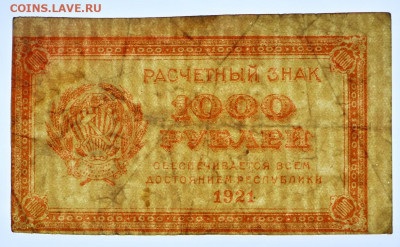 COINS.LAVE.RU
РАСЧЕТНЫЙ ЗНАК
1000
РУБЛЕЙ
ОБЕСПЕЧИВАЕТСЯ ВСЕМ
ДОСТОЯНИЕМ РЕСПУБЛИКИ
1921